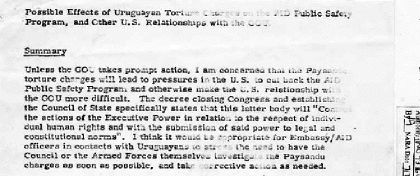 Possible Effects of Uruguayan Torture Charges on the AID Public Safety
Program, and Other U.S. Relationships with the GOU.
Summary
Unless the GOU takes prompt action, I am concerned that the Paysandu
torture charges will lead to pressures in the U.S. to cut back the AID
Public Safety Program and otherwise make the U.S. relationship with
the GOU more difficult. The decree closing Congress and establishing
the Council of State specifically states that this latter body will "Control
the actions of the Executive Power in relation to the respect of indivi-
dual human rights and with the submission of said power to legal and
constitutional norms". I think it would be appropriate for Embassy/AID
officers in contacts with Uruguayans to stress the need to have the
Council or the Armed Forces themselves investigate the Paysandu
charges as soon as possible, and take corrective action as needed.